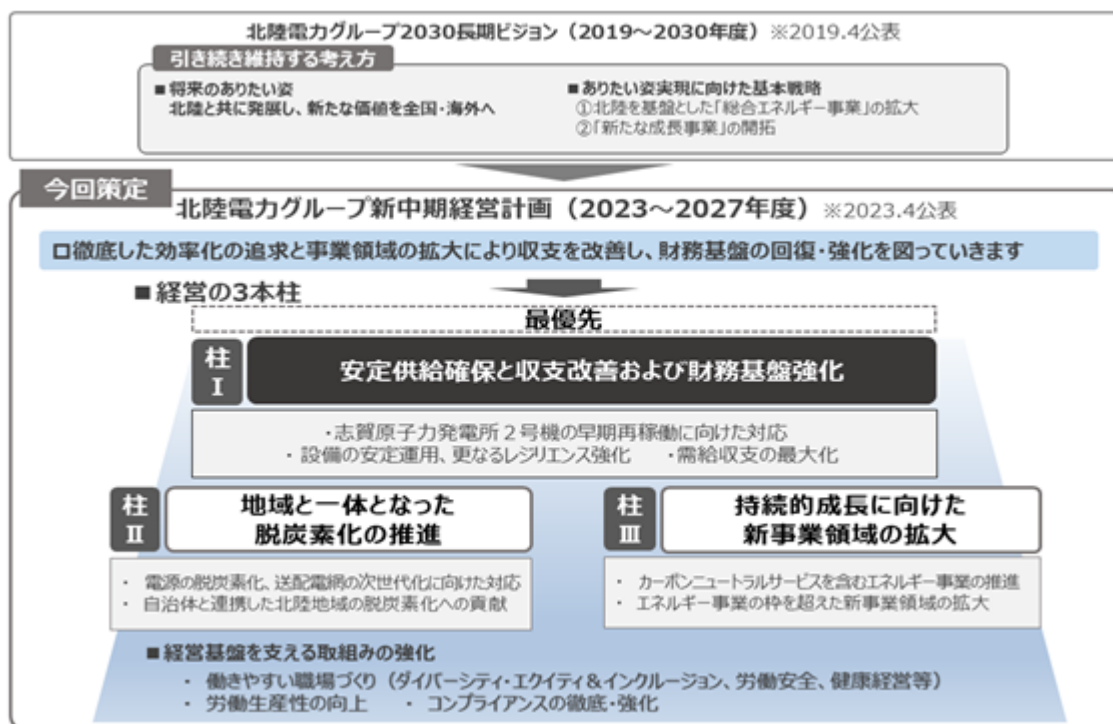 北陸電力グループ2030長期ビジョン（2019～2030年度）※2019.4公表
引き続き維持する考え方
■将来のありたい姿
北陸と共に発展し、新たな価値を全国・海外へ
■ありたい姿実現に向けた基本戦略
①北陸を基盤とした「総合エネルギー事業」の拡大
②「新たな成長事業」の開拓
今回策定
北陸電力グループ新中期経営計画（2023～2027年度）※2023.4公表
□徹底した効率化の追求と事業領域の拡大により収支を改善し、財務基盤の回復・強化を図っていきます
■経営の3本柱
最優先
柱
Ⅰ
安定供給確保と収支改善および財務基盤強化
・志賀原子力発電所２号機の早期再稼働に向けた対応
・設備の安定運用、更なるレジリエンス強化 ・需給収支の最大化
柱
Ⅱ
地域と一体となった
脱炭素化の推進
・ 電源の脱炭素化、送配電網の次世代化に向けた対応
・ 自治体と連携した北陸地域の脱炭素化への貢献
柱
Ⅲ
持続的成長に向けた
新事業領域の拡大
・ カーボンニュートラルサービスを含むエネルギー事業の推進
・ エネルギー事業の枠を超えた新事業領域の拡大
■経営基盤を支える取組みの強化
・ 働きやすい職場づくり（ダイバーシティ・エクイティ＆インクルージョン、労働安全、健康経営等）
・ 労働生産性の向上 ・ コンプライアンスの徹底・強化